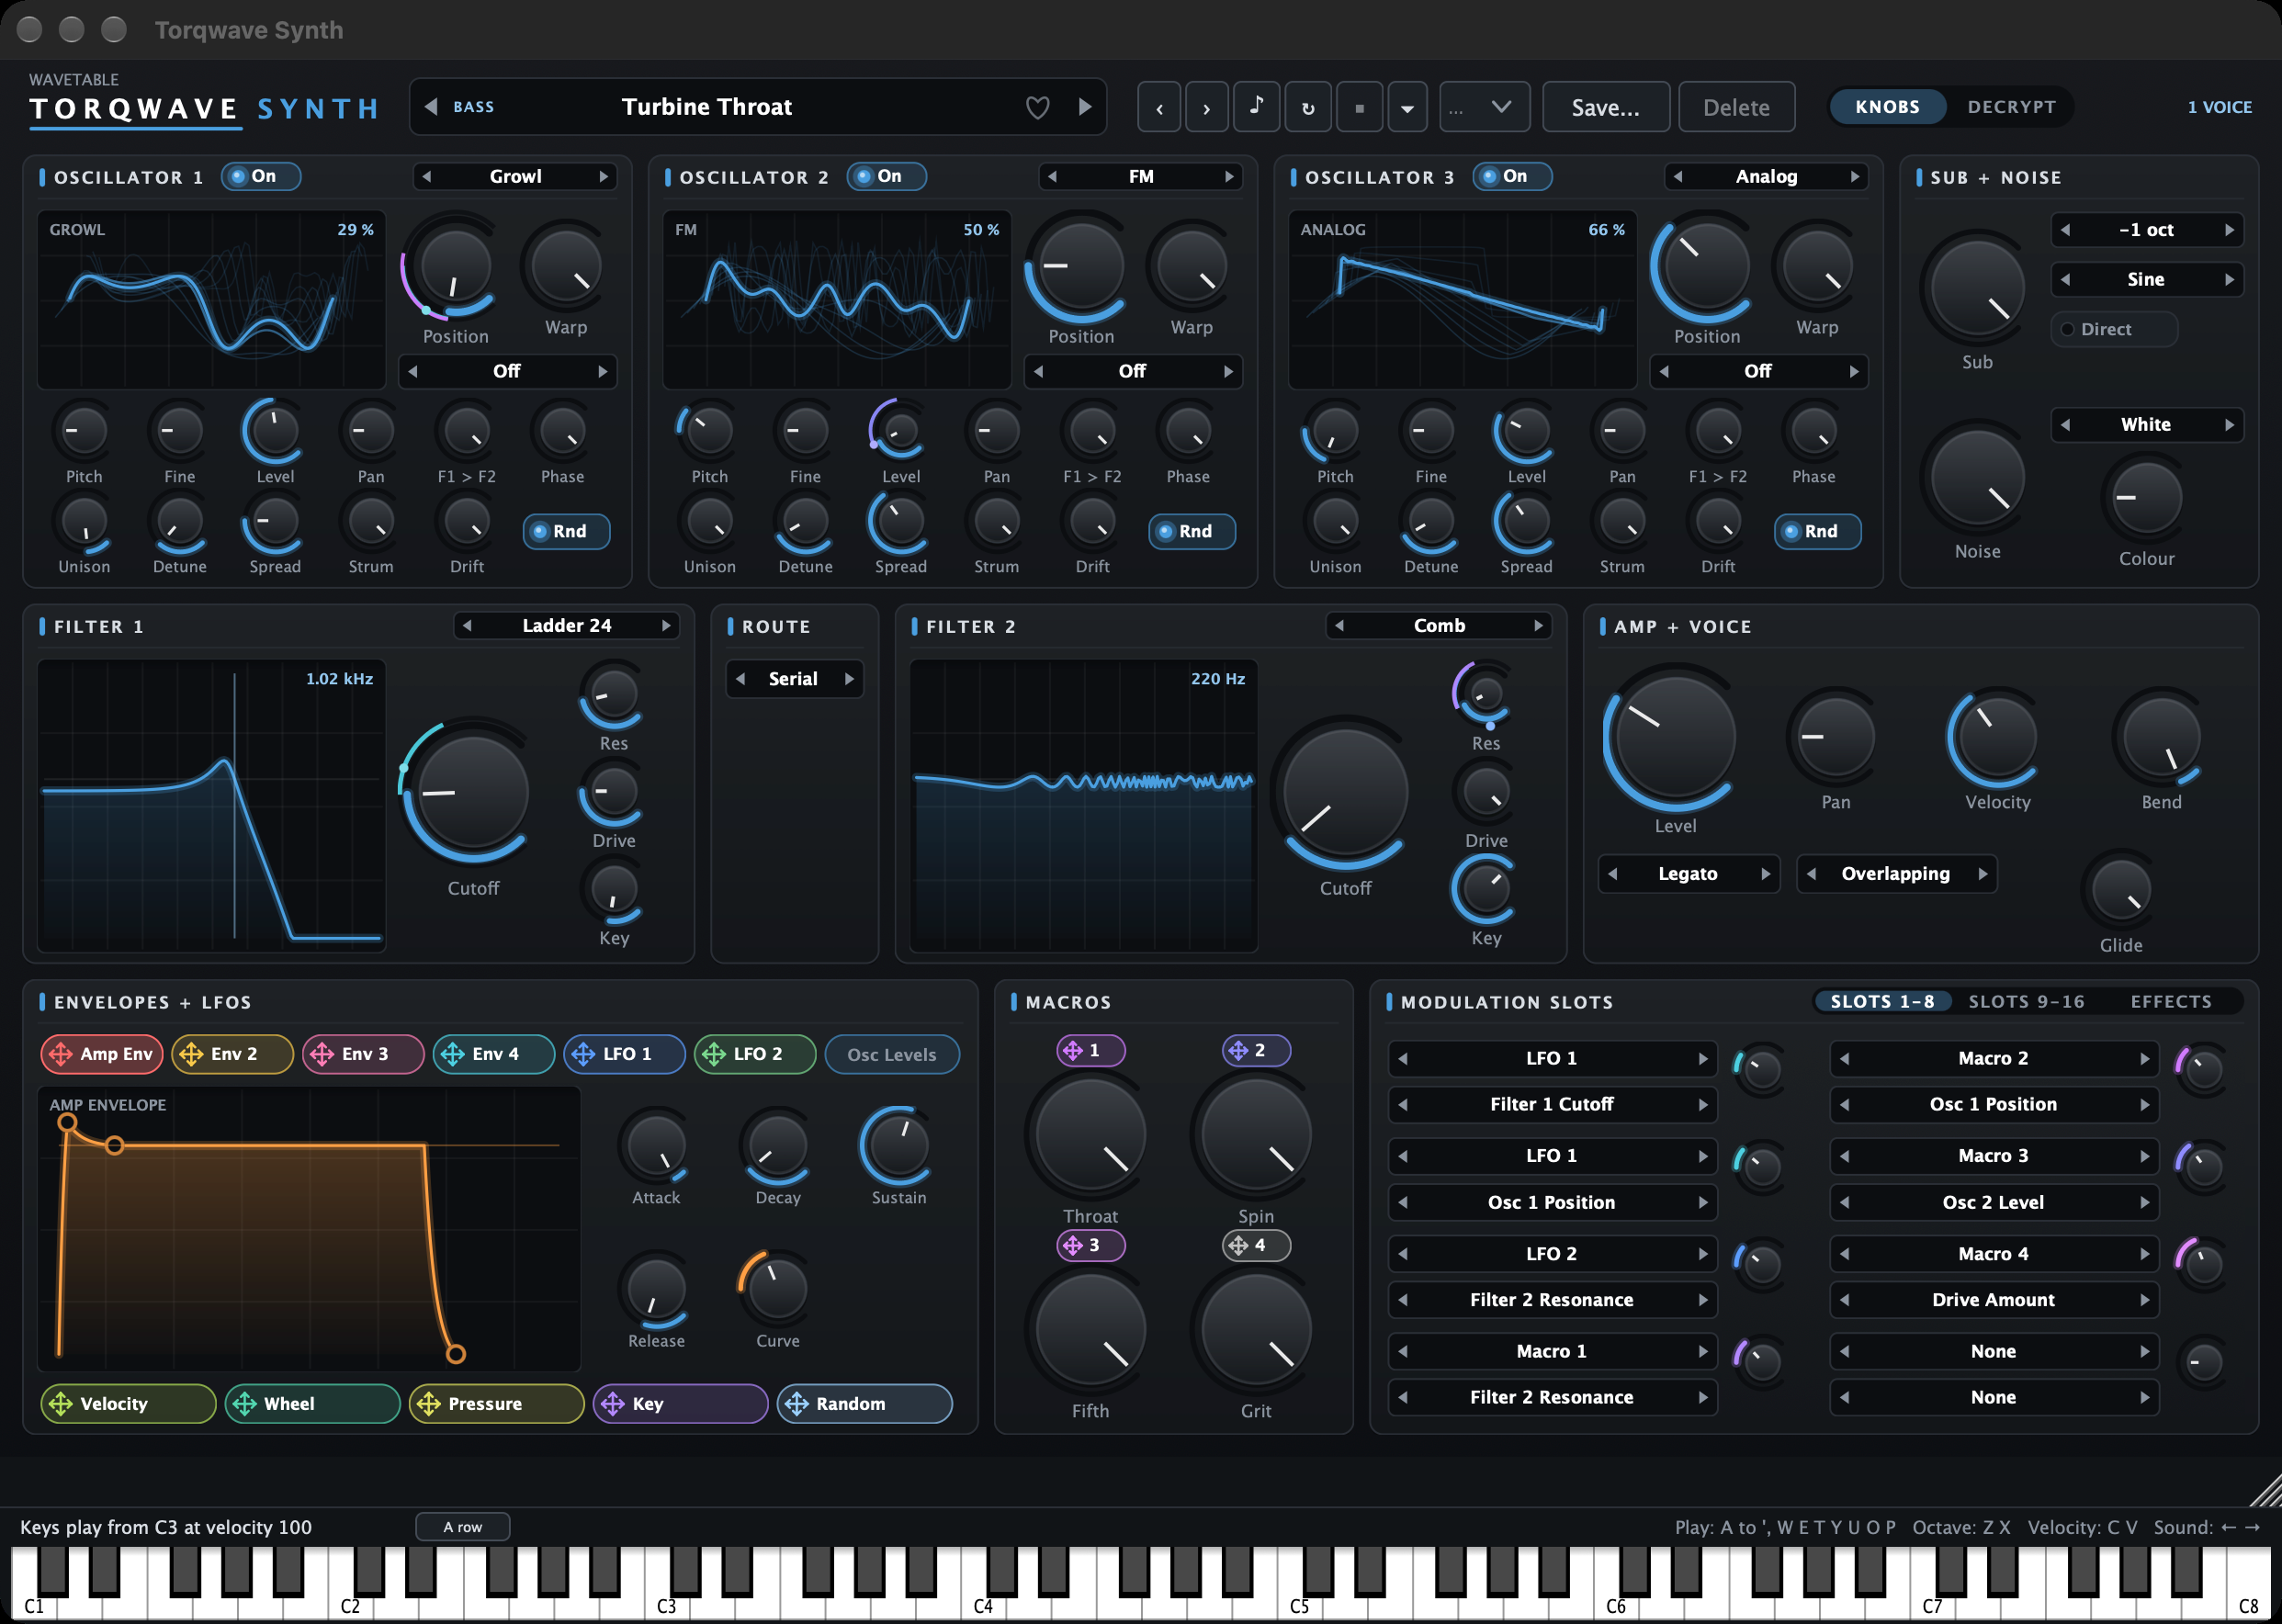 Torqwave Synth
WAVETABLE
TORQWAVE SYNTH
BASS Turbine Throat
... Save... Delete
KNOBS DECRYPT
1 VOICE
OSCILLATOR 1 On Growl
GROWL 29 %
Position Warp
Off
Pitch Fine Level Pan F1 > F2 Phase
Unison Detune Spread Strum Drift Rnd
OSCILLATOR 2 On FM
FM 50 %
Position Warp
Off
Pitch Fine Level Pan F1 > F2 Phase
Unison Detune Spread Strum Drift Rnd
OSCILLATOR 3 On Analog
ANALOG 66 %
Position Warp
Off
Pitch Fine Level Pan F1 > F2 Phase
Unison Detune Spread Strum Drift Rnd
SUB + NOISE
−1 oct
Sine
Direct
Sub
White
Noise Colour
FILTER 1 Ladder 24
1.02 kHz
Res
Drive
Cutoff
Key
ROUTE
Serial
FILTER 2 Comb
220 Hz
Res
Drive
Cutoff
Key
AMP + VOICE
Level Pan Velocity Bend
Legato Overlapping
Glide
ENVELOPES + LFOS
Amp Env Env 2 Env 3 Env 4 LFO 1 LFO 2 Osc Levels
AMP ENVELOPE
Attack Decay Sustain
Release Curve
Velocity Wheel Pressure Key Random
MACROS
1 2
Throat Spin
3 4
Fifth Grit
MODULATION SLOTS SLOTS 1–8 SLOTS 9–16 EFFECTS
LFO 1 Macro 2
Filter 1 Cutoff Osc 1 Position
LFO 1 Macro 3
Osc 1 Position Osc 2 Level
LFO 2 Macro 4
Filter 2 Resonance Drive Amount
Macro 1 None
Filter 2 Resonance None
Keys play from C3 at velocity 100 A row
Play: A to ', W E T Y U O P Octave: Z X Velocity: C V Sound: ← →
C1 C2 C3 C4 C5 C6 C7 C8